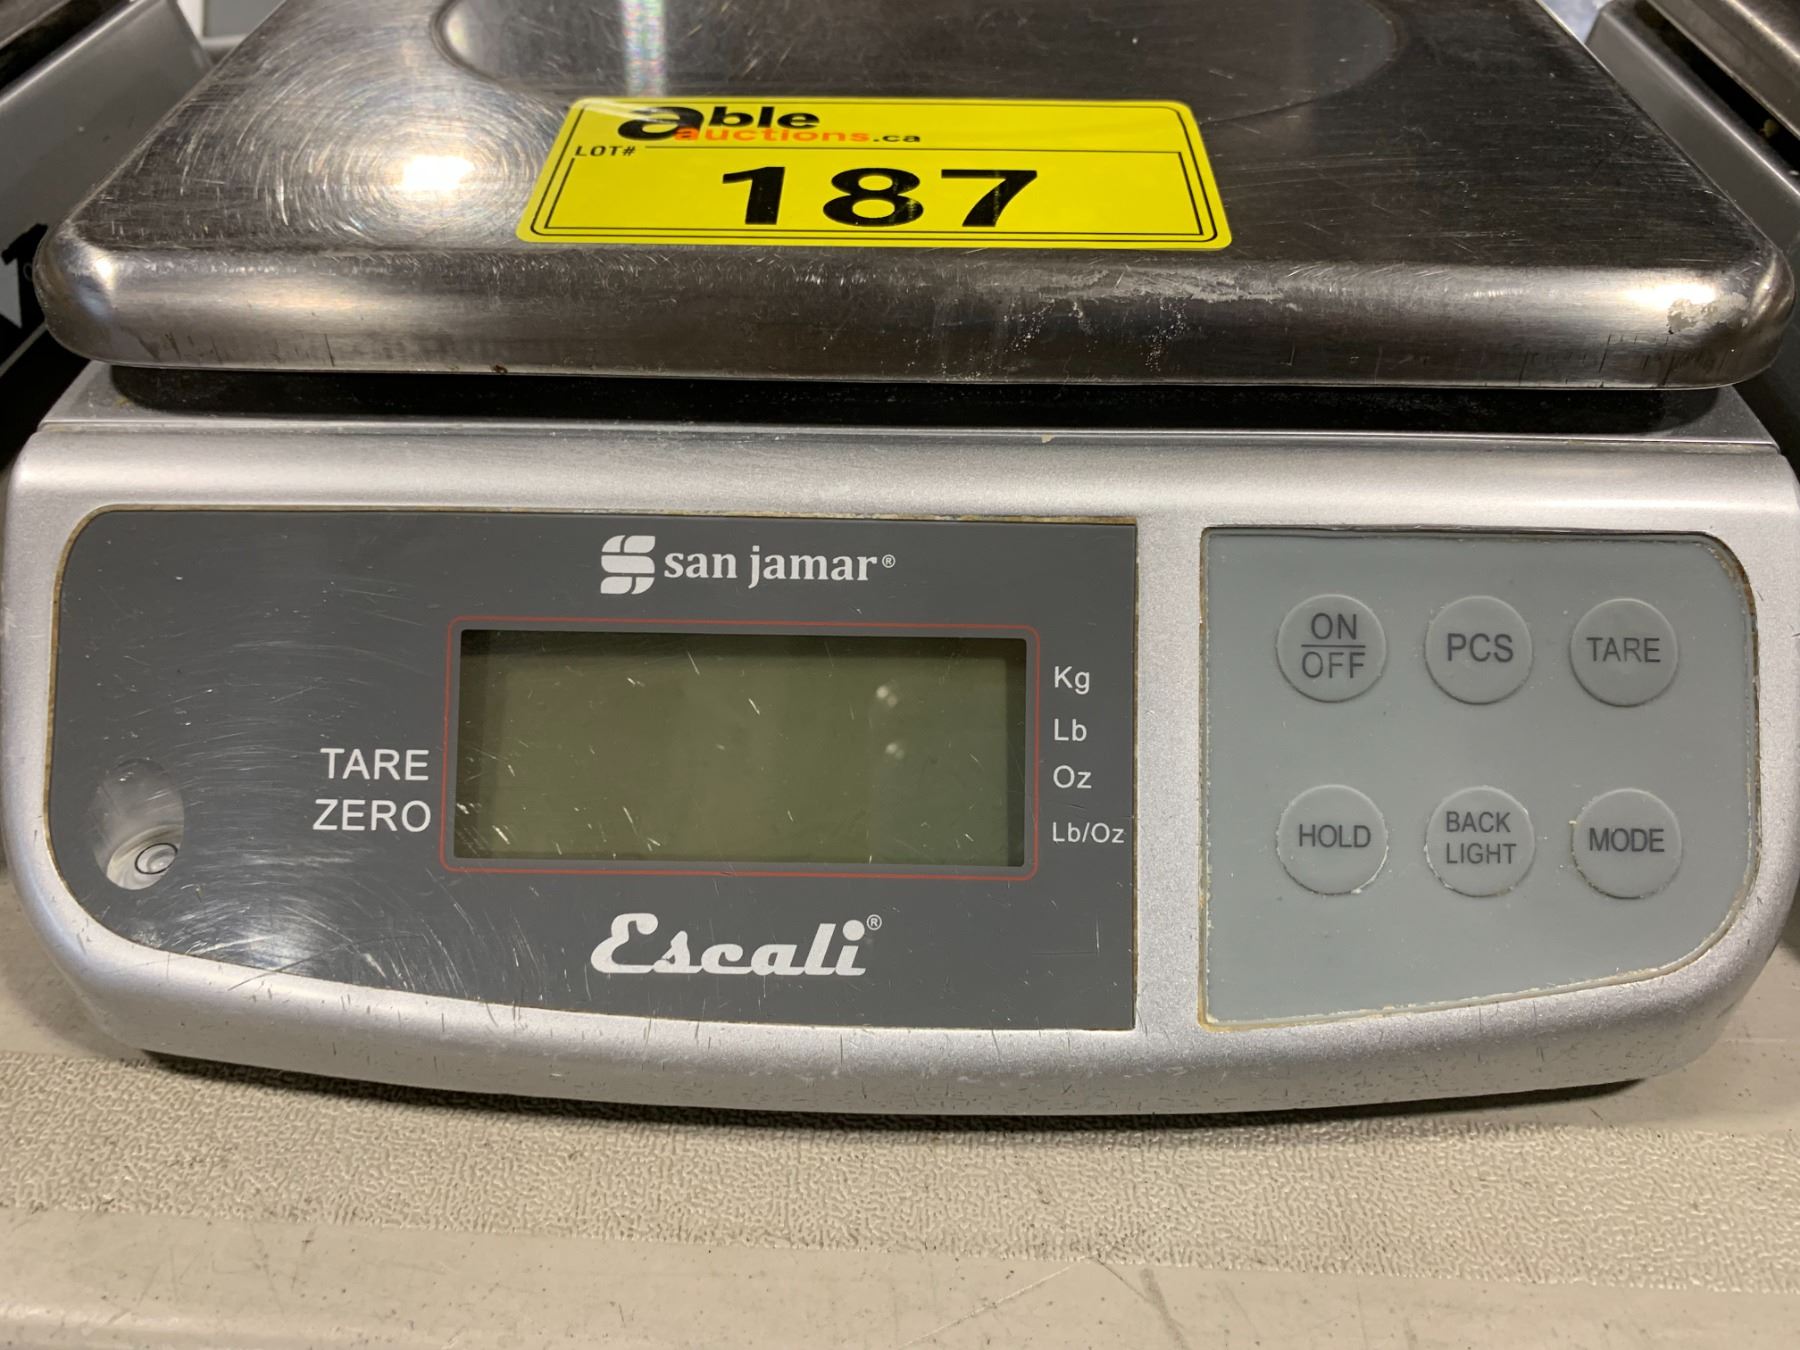 able
auctions.ca
LOT#
187
san jamar®
TARE
ZERO
Kg
Lb
Oz
Lb/Oz
Escali®
ON
OFF
PCS
TARE
HOLD
BACK
LIGHT
MODE